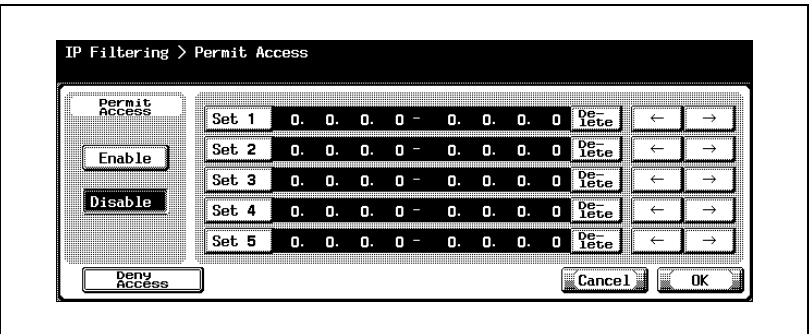 IP Filtering > Permit Access
Permit
Access
Enable
Disable
Set 1 0. 0. 0. 0 - 0. 0. 0. 0 De-
lete ← →
Set 2 0. 0. 0. 0 - 0. 0. 0. 0 De-
lete ← →
Set 3 0. 0. 0. 0 - 0. 0. 0. 0 De-
lete ← →
Set 4 0. 0. 0. 0 - 0. 0. 0. 0 De-
lete ← →
Set 5 0. 0. 0. 0 - 0. 0. 0. 0 De-
lete ← →
Deny
Access
Cancel OK